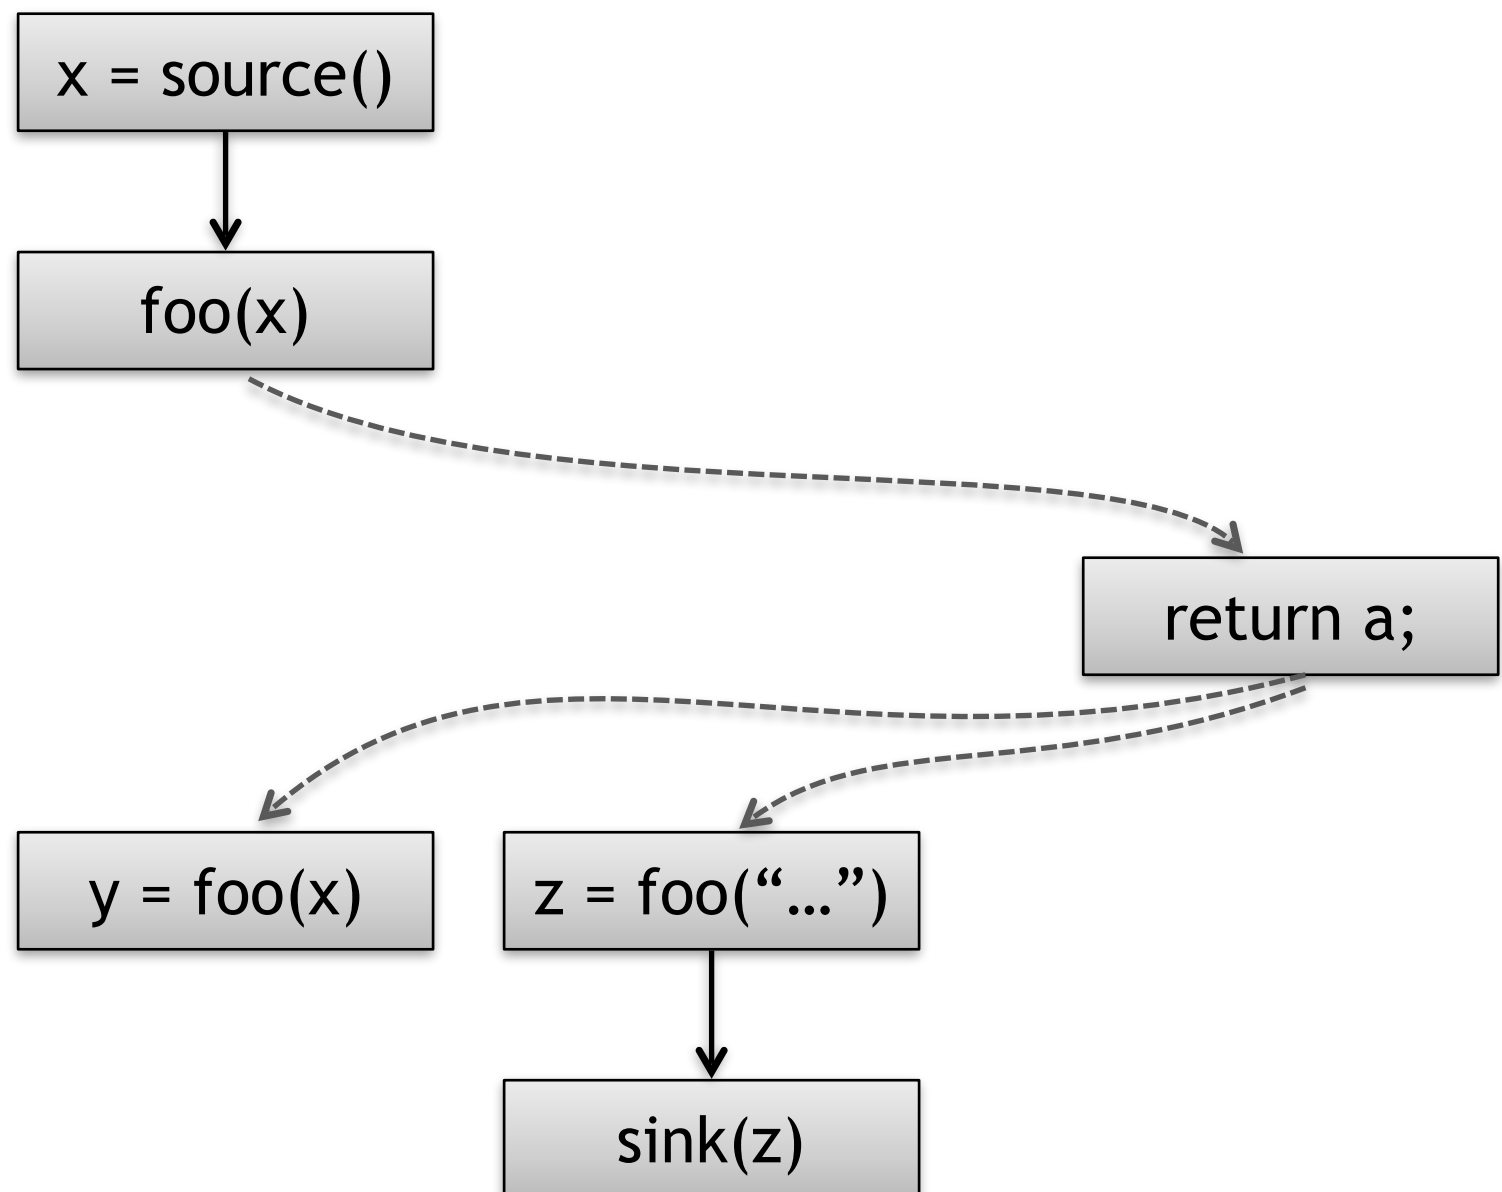 x = source()
foo(x)
return a;
y = foo(x)
z = foo(“…”)
sink(z)